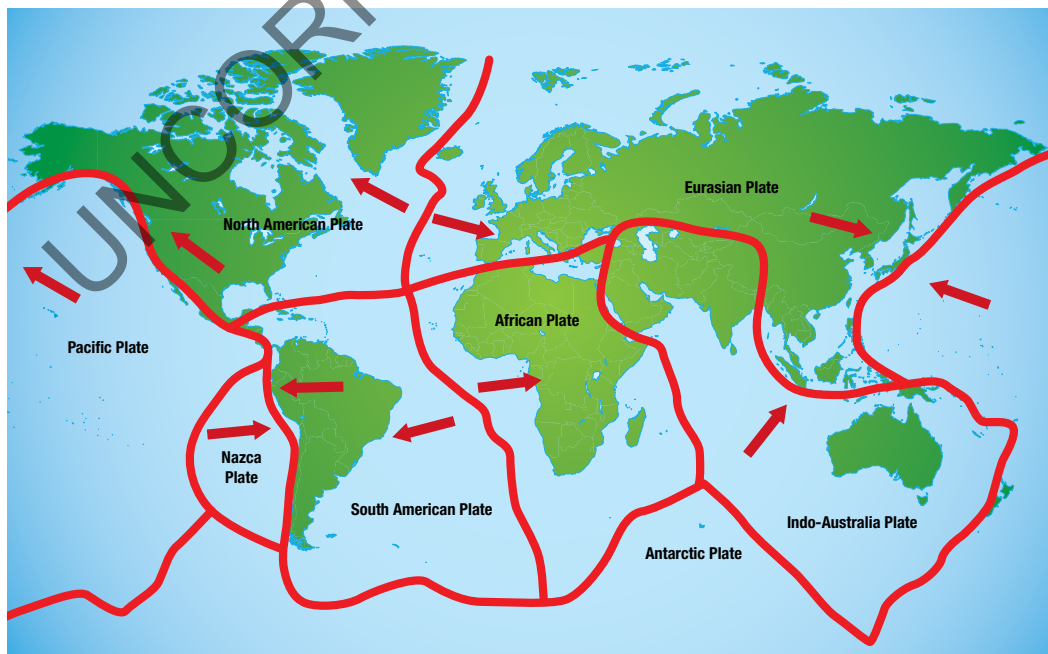 UNCOR
Eurasian Plate
North American Plate
African Plate
Pacific Plate
Nazca
Plate
South American Plate
Indo-Australia Plate
Antarctic Plate